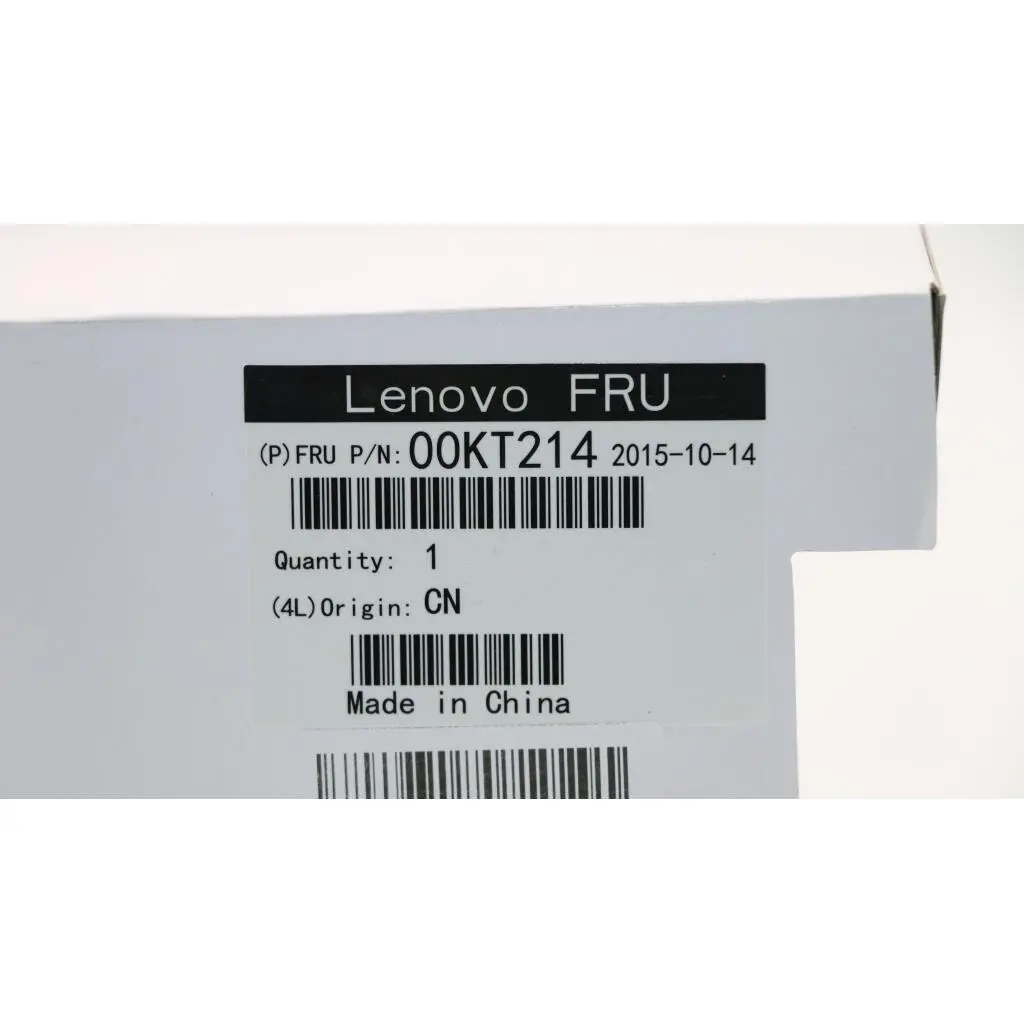 Lenovo FRU
(P)FRU P/N: 00KT214 2015-10-14
Quantity: 1
(4L)Origin: CN
Made in China